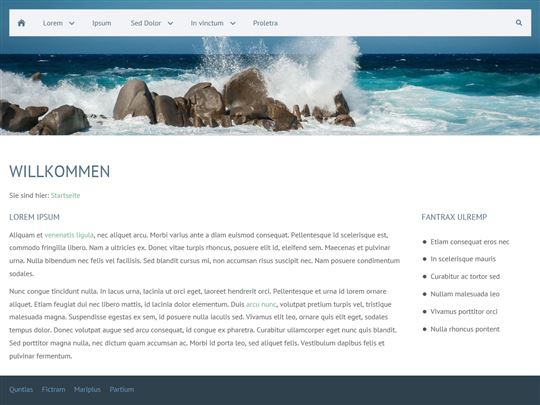 Lorem Ipsum Sed Dolor In vinctum Proletra
WILLKOMMEN
Sie sind hier: Startseite
LOREM IPSUM
Aliquam et venenatis ligula, nec aliquet arcu. Morbi varius ante a diam euismod consequat. Pellentesque id scelerisque est,
commodo fringilla libero. Nam a ultricies ex. Donec vitae turpis rhoncus, posuere elit id, eleifend sem. Maecenas et pulvinar
urna. Nulla bibendum nec felis vel facilisis. Sed blandit cursus mi, non accumsan risus suscipit nec. Nam posuere condimentum
sodales.
Nunc congue tincidunt nulla. In lacus urna, lacinia ut orci eget, laoreet hendrerit orci. Pellentesque et urna id lorem ornare
aliquet. Etiam feugiat dui nec libero mattis, id lacinia dolor elementum. Duis arcu nunc, volutpat pretium turpis vel, tristique
malesuada magna. Suspendisse egestas ex sem, id posuere nulla iaculis sed. Vivamus elit leo, ornare quis elit eget, sodales
tempus dolor. Donec volutpat augue sed arcu consequat, id congue ex pharetra. Curabitur ullamcorper eget nunc quis blandit.
Sed porttitor magna nulla, nec dictum quam accumsan ac. Morbi id porta leo, sed aliquet felis. Vestibulum dapibus felis et
pulvinar fermentum.
FANTRAX ULREMP
Etiam consequat eros nec
In scelerisque mauris
Curabitur ac tortor sed
Nullam malesuada leo
Vivamus porttitor orci
Nulla rhoncus pontent
Quntias Fictram Mariplus Partium